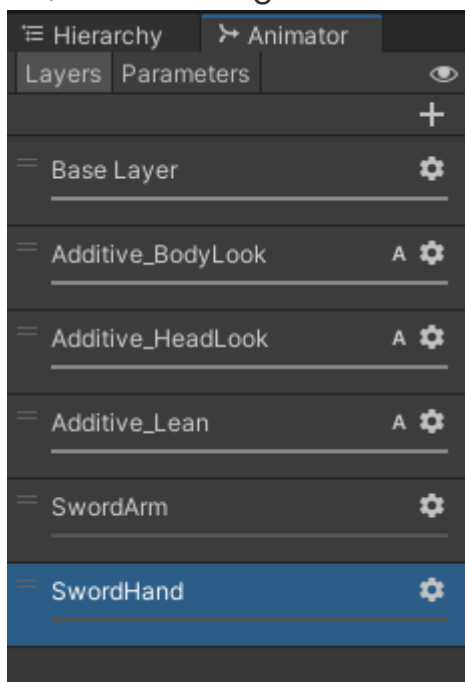 Hierarchy Animator
Layers Parameters
Base Layer
Additive_BodyLook A
Additive_HeadLook A
Additive_Lean A
SwordArm
SwordHand